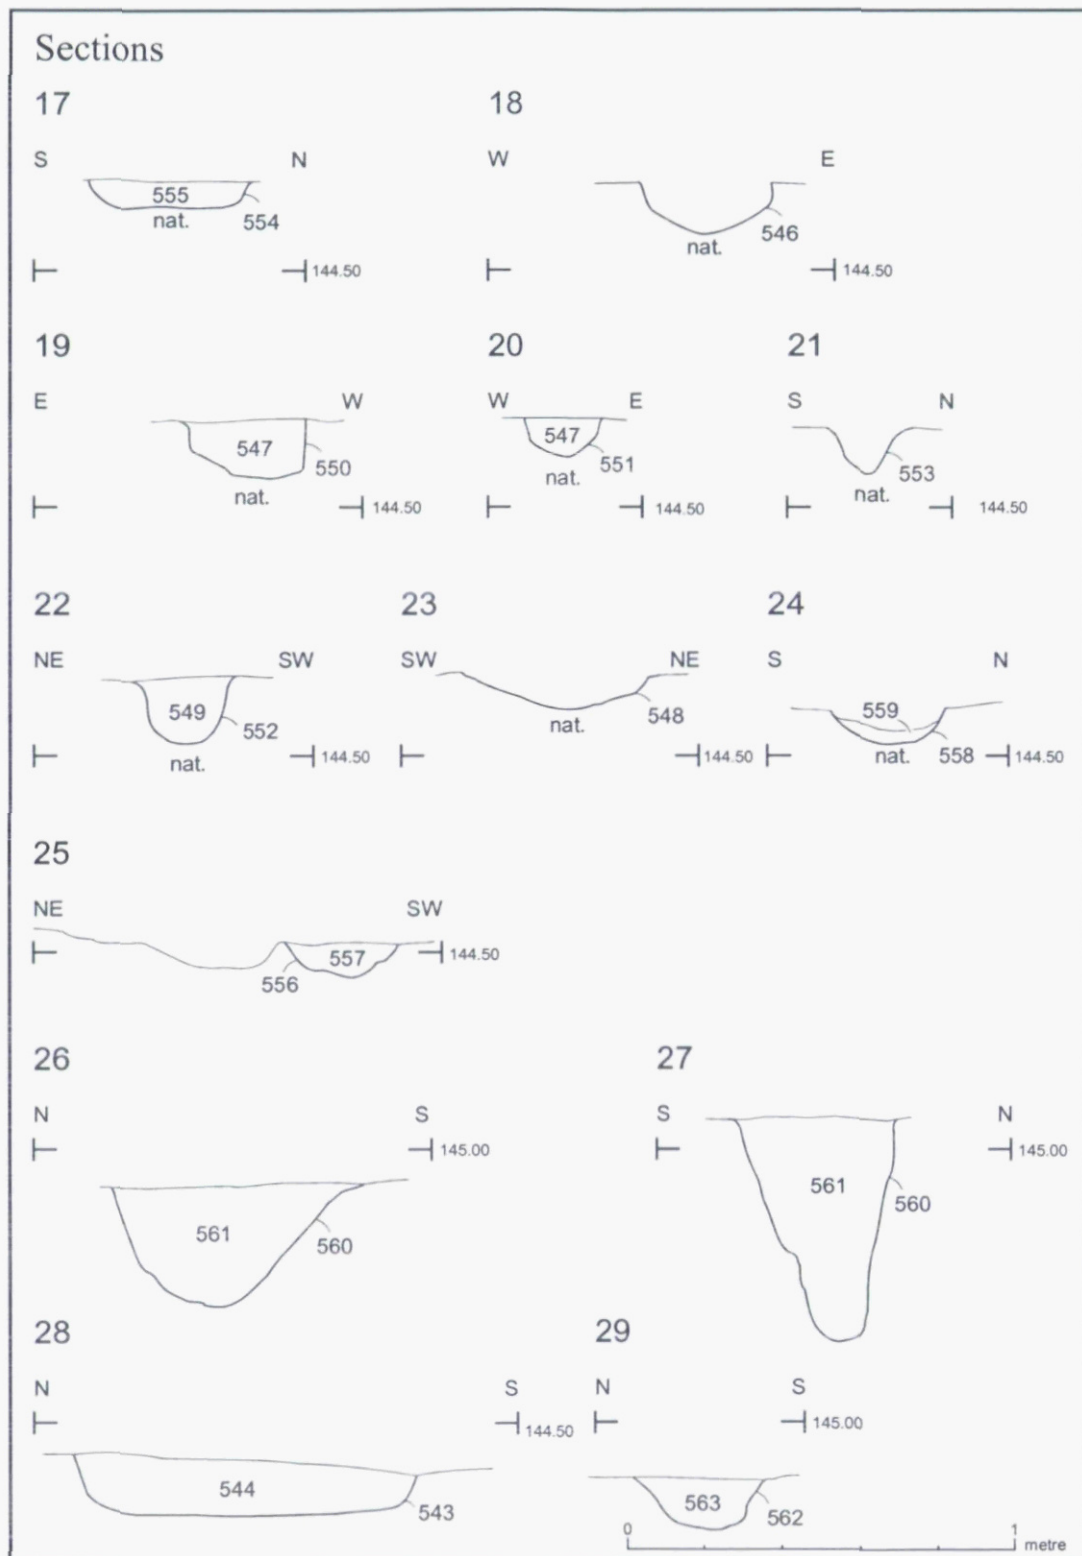 Sections
17 18
S N W E
555
nat. 554
nat. 546
144.50 144.50
19 20 21
E W W E S N
547 550
nat.
547 551
nat.
553
nat.
144.50 144.50 144.50
22 23 24
NE SW SW NE S N
549 552
nat.
548
nat.
559
nat. 558
144.50 144.50 144.50
25
NE SW
144.50
556 557
26 27
N S S N
145.00 145.00
561 560
561 560
28 29
N S N S
144.50 145.00
544 543
563 562
0 1
metre